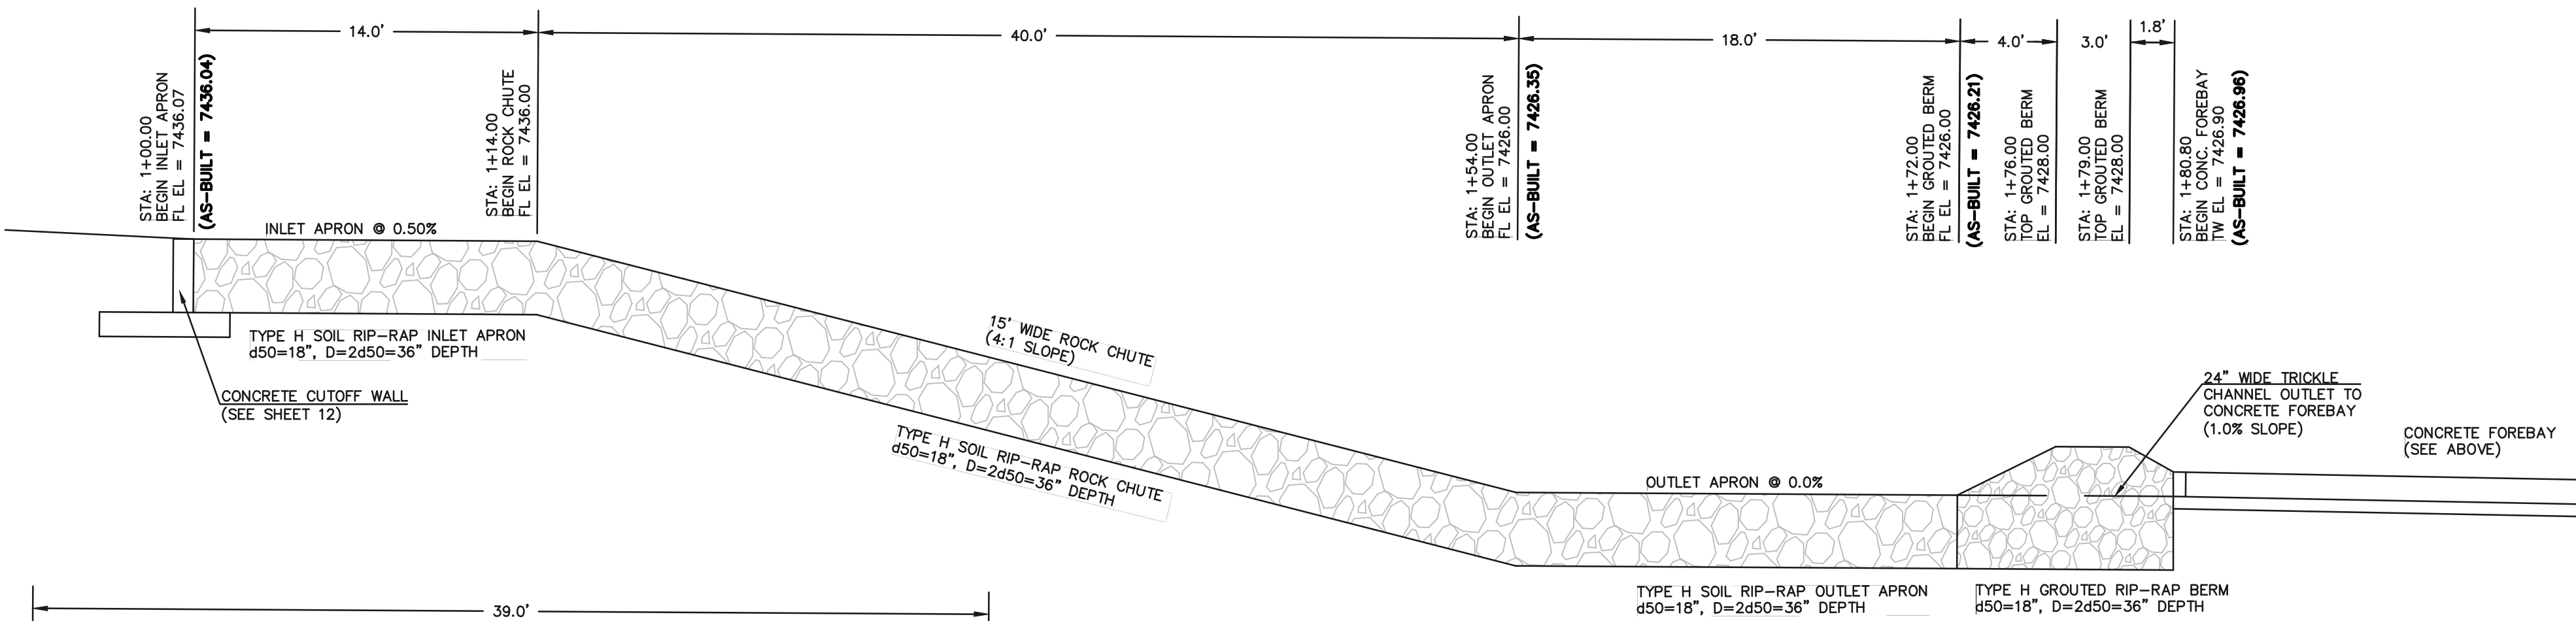 14.0'
40.0'
18.0'
4.0'
3.0'
1.8'
STA: 1+00.00
BEGIN INLET APRON
FL EL = 7436.07
(AS-BUILT = 7436.04)
STA: 1+14.00
BEGIN ROCK CHUTE
FL EL = 7436.00
STA: 1+54.00
BEGIN OUTLET APRON
FL EL = 7426.00
(AS-BUILT = 7426.35)
STA: 1+72.00
BEGIN GROUTED BERM
FL EL = 7426.00
(AS-BUILT = 7426.21)
STA: 1+76.00
TOP GROUTED BERM
EL = 7428.00
STA: 1+79.00
TOP GROUTED BERM
EL = 7428.00
STA: 1+80.80
BEGIN CONC. FOREBAY
TW EL = 7426.90
(AS-BUILT = 7426.96)
INLET APRON @ 0.50%
TYPE H SOIL RIP-RAP INLET APRON
d50=18", D=2d50=36" DEPTH
CONCRETE CUTOFF WALL
(SEE SHEET 12)
15' WIDE ROCK CHUTE
(4:1 SLOPE)
TYPE H SOIL RIP-RAP ROCK CHUTE
d50=18", D=2d50=36" DEPTH
OUTLET APRON @ 0.0%
24" WIDE TRICKLE
CHANNEL OUTLET TO
CONCRETE FOREBAY
(1.0% SLOPE)
CONCRETE FOREBAY
(SEE ABOVE)
TYPE H SOIL RIP-RAP OUTLET APRON
d50=18", D=2d50=36" DEPTH
TYPE H GROUTED RIP-RAP BERM
d50=18", D=2d50=36" DEPTH
39.0'